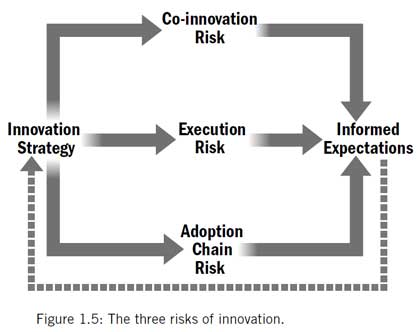 Co-innovation
Risk
Innovation
Strategy
Execution
Risk
Informed
Expectations
Adoption
Chain
Risk
Figure 1.5: The three risks of innovation.